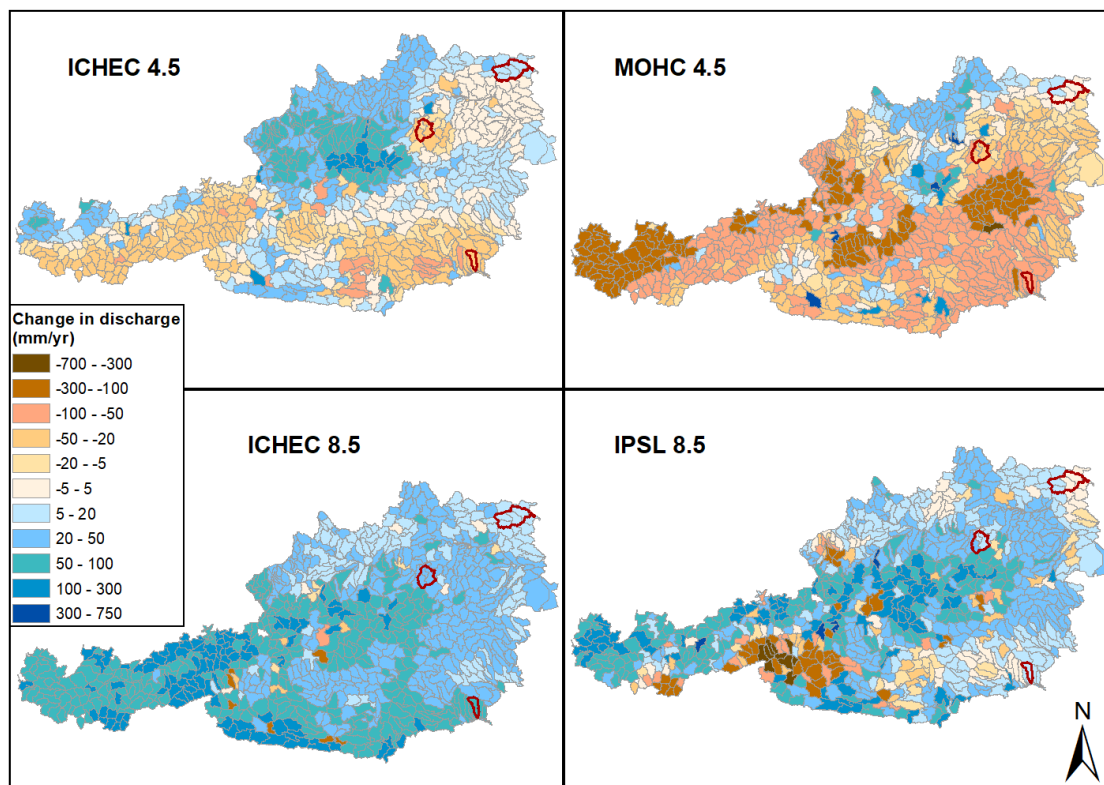 ICHEC 4.5
MOHC 4.5
Change in discharge
(mm/yr)
-700 - -300
-300- -100
-100 - -50
-50 - -20
-20 - -5
-5 - 5
5 - 20
20 - 50
50 - 100
100 - 300
300 - 750
ICHEC 8.5
IPSL 8.5
N